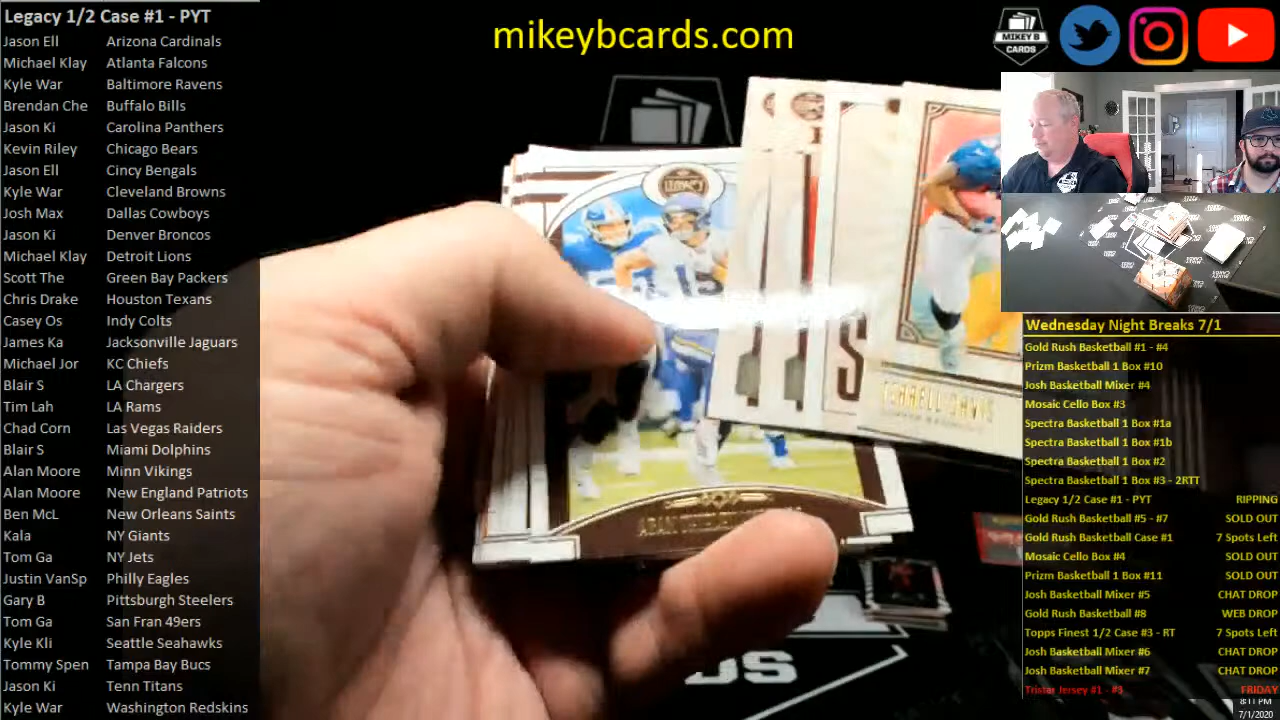 Legacy 1/2 Case #1 - PYT
Jason Ell Arizona Cardinals
Michael Klay Atlanta Falcons
Kyle War Baltimore Ravens
Brendan Che Buffalo Bills
Jason Ki Carolina Panthers
Kevin Riley Chicago Bears
Jason Ell Cincy Bengals
Kyle War Cleveland Browns
Josh Max Dallas Cowboys
Jason Ki Denver Broncos
Michael Klay Detroit Lions
Scott The Green Bay Packers
Chris Drake Houston Texans
Casey Os Indy Colts
James Ka Jacksonville Jaguars
Michael Jor KC Chiefs
Blair S LA Chargers
Tim Lah LA Rams
Chad Corn Las Vegas Raiders
Blair S Miami Dolphins
Alan Moore Minn Vikings
Alan Moore New England Patriots
Ben McL New Orleans Saints
Kala NY Giants
Tom Ga NY Jets
Justin VanSp Philly Eagles
Gary B Pittsburgh Steelers
Tom Ga San Fran 49ers
Kyle Kli Seattle Seahawks
Tommy Spen Tampa Bay Bucs
Jason Ki Tenn Titans
Kyle War Washington Redskins
mikeybcards.com
MIKEY B
CARDS
LEGACY
TERRELL DAVIS
ADAM
DS
Wednesday Night Breaks 7/1
Gold Rush Basketball #1 - #4
Prizm Basketball 1 Box #10
Josh Basketball Mixer #4
Mosaic Cello Box #3
Spectra Basketball 1 Box #1a
Spectra Basketball 1 Box #1b
Spectra Basketball 1 Box #2
Spectra Basketball 1 Box #3 - 2RTT
Legacy 1/2 Case #1 - PYT RIPPING
Gold Rush Basketball #5 - #7 SOLD OUT
Gold Rush Basketball Case #1 7 Spots Left
Mosaic Cello Box #4 SOLD OUT
Prizm Basketball 1 Box #11 SOLD OUT
Josh Basketball Mixer #5 CHAT DROP
Gold Rush Basketball #8 WEB DROP
Topps Finest 1/2 Case #3 - RT 7 Spots Left
Josh Basketball Mixer #6 CHAT DROP
Josh Basketball Mixer #7 CHAT DROP
Tristar Jersey #1 - #3 FRIDAY
8:11 PM
7/1/2020